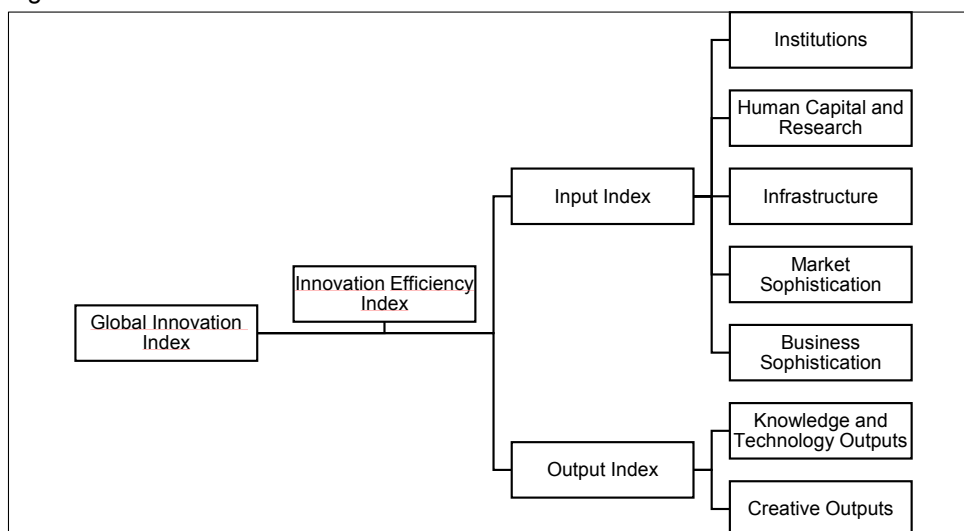 Institutions
Human Capital and
Research
Input Index
Infrastructure
Market
Sophistication
Innovation Efficiency
Index
Global Innovation
Index
Business
Sophistication
Knowledge and
Technology Outputs
Output Index
Creative Outputs